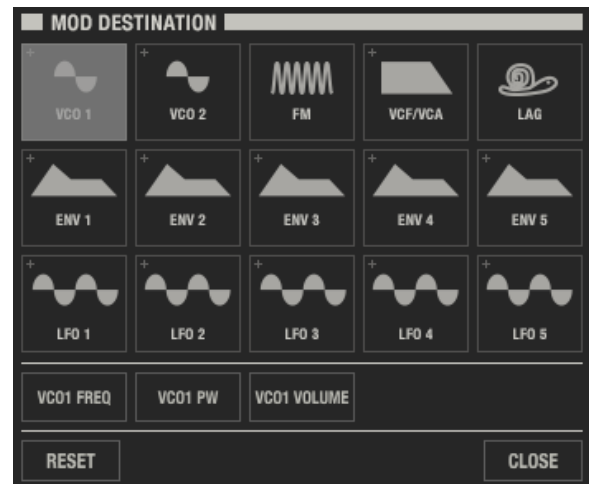 MOD DESTINATION
VCO 1 VCO 2 FM VCF/VCA LAG
ENV 1 ENV 2 ENV 3 ENV 4 ENV 5
LFO 1 LFO 2 LFO 3 LFO 4 LFO 5
VCO1 FREQ VCO1 PW VCO1 VOLUME
RESET CLOSE